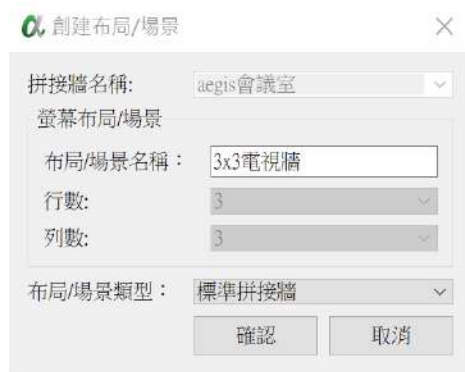 創建布局/場景
拼接牆名稱: aegis會議室
螢幕布局/場景
布局/場景名稱： 3x3電視牆
行數: 3
列數: 3
布局/場景類型： 標準拼接牆
確認 取消